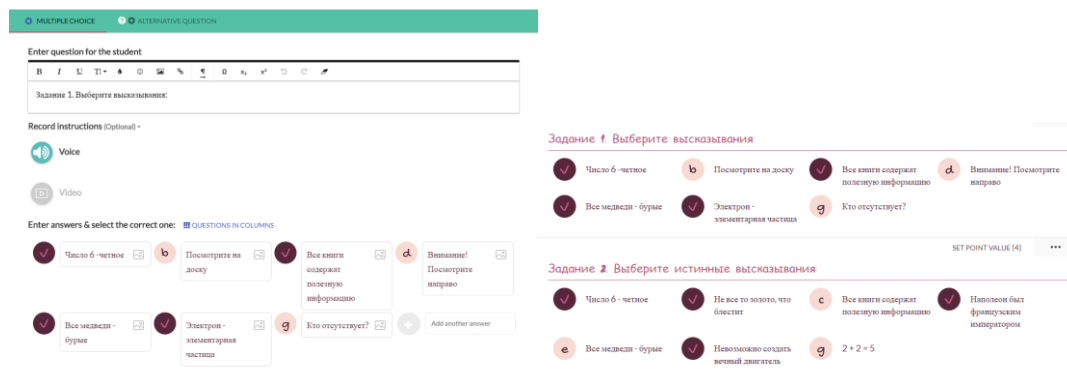 MULTIPLE CHOICE
ALTERNATIVE QUESTION
Enter question for the student
Задание 1. Выберите высказывания:
Record instructions (Optional)
Voice
Video
Enter answers & select the correct one:
QUESTIONS IN COLUMNS
Число 6 -четное
b
Посмотрите на
доску
Все книги
содержат
полезную
информацию
d
Внимание!
Посмотрите
направо
Все медведи -
бурые
Электрон -
элементарная
частица
g
Кто отсутствует?
Add another answer
Задание 1. Выберите высказывания:
Число 6 -четное
b
Посмотрите на доску
Все книги содержат
полезную информацию
d
Внимание! Посмотрите
направо
Все медведи - бурые
Электрон -
элементарная частица
g
Кто отсутствует?
SET POINT VALUE (4)
Задание 2. Выберите истинные высказывания:
Число 6 - четное
Не все то золото, что
блестит
c
Все книги содержат
полезную информацию
Наполеон был
французским
императором
e
Все медведи - бурые
Невозможно создать
вечный двигатель
g
2 + 2 = 5